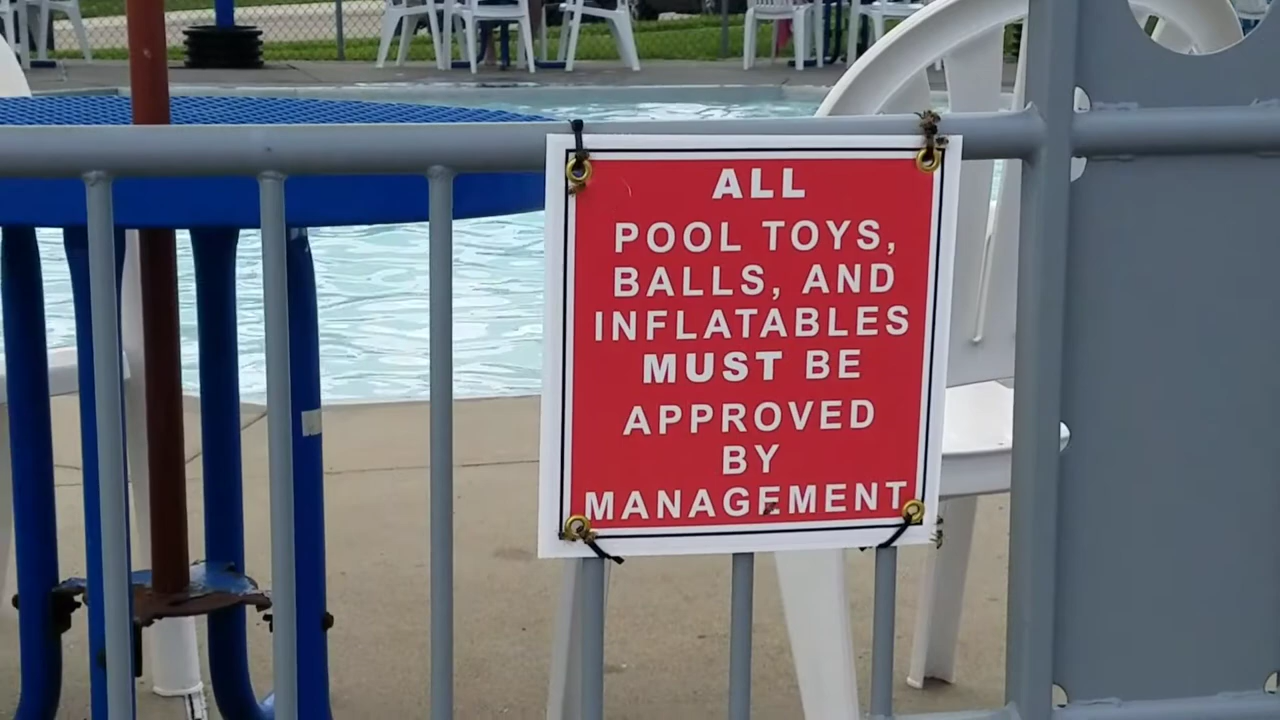 ALL
POOL TOYS,
BALLS, AND
INFLATABLES
MUST BE
APPROVED
BY
MANAGEMENT